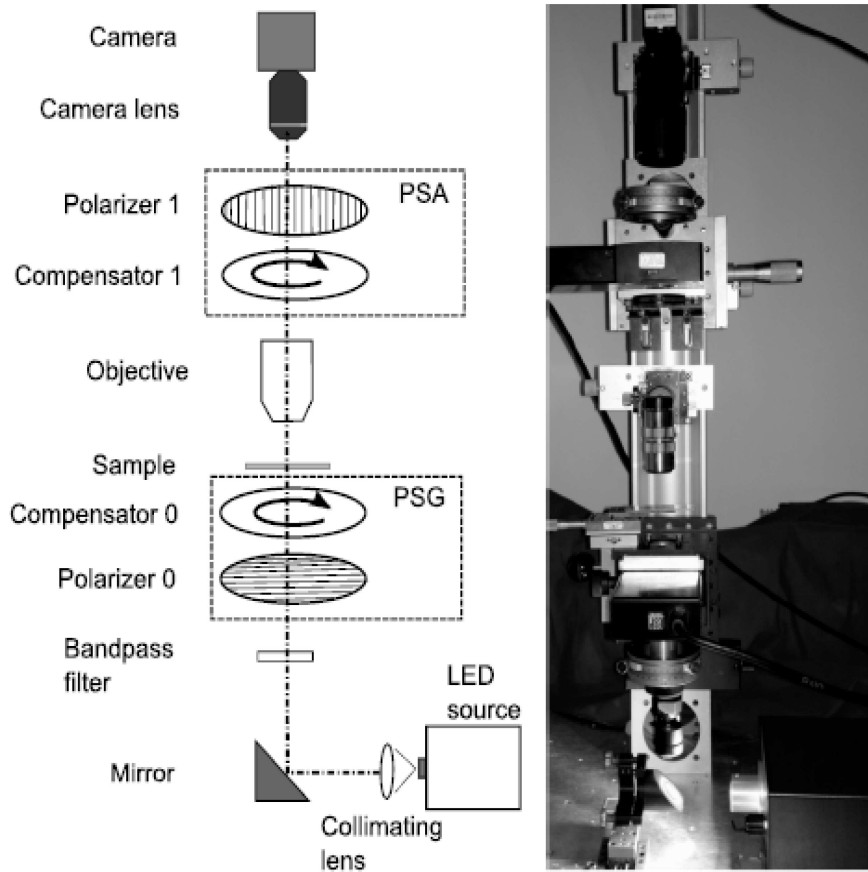 Camera
Camera lens
Polarizer 1
PSA
Compensator 1
Objective
Sample
Compensator 0
PSG
Polarizer 0
Bandpass
filter
LED
source
Mirror
Collimating
lens